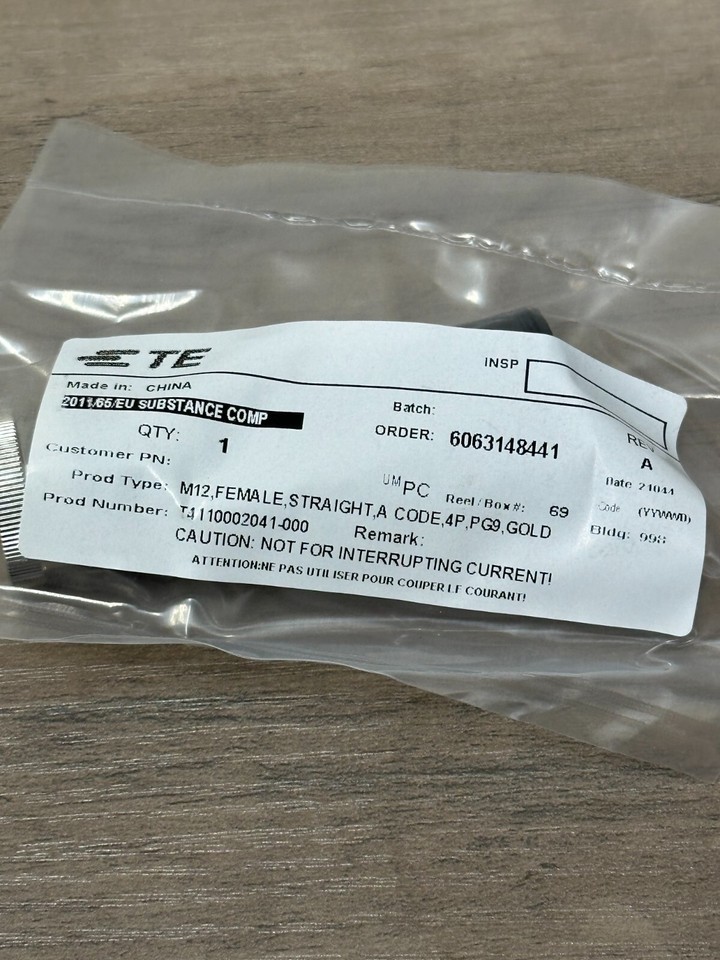 TE
INSP
Made in: CHINA
2011/65/EU SUBSTANCE COMP
Batch:
REV
QTY: 1
ORDER: 6063148441
A
Customer PN:
UM PC
Reel/Box#: 69
Date 21044
Code (YYWWD)
Prod Type: M12,FEMALE,STRAIGHT,A CODE,4P,PG9,GOLD
Bldg: 998
Prod Number: T4110002041-000
Remark:
CAUTION: NOT FOR INTERRUPTING CURRENT!
ATTENTION:NE PAS UTILISER POUR COUPER LE COURANT!